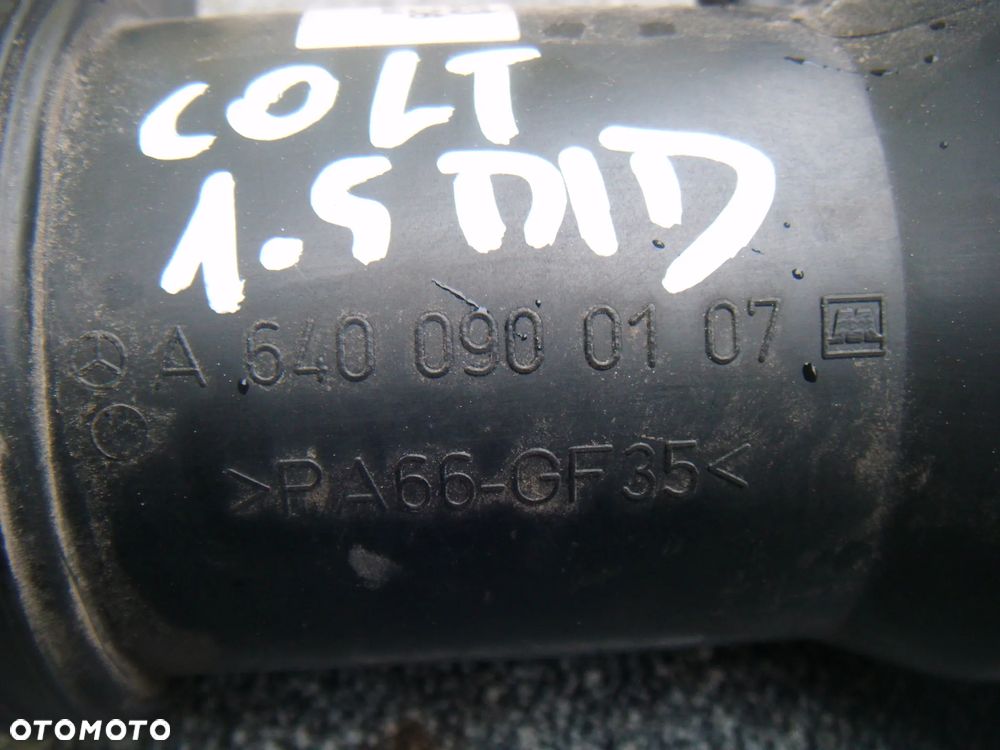 COLT
1.5 DID
A 640 090 01 07
>PA66-GF35<
OTOMOTO